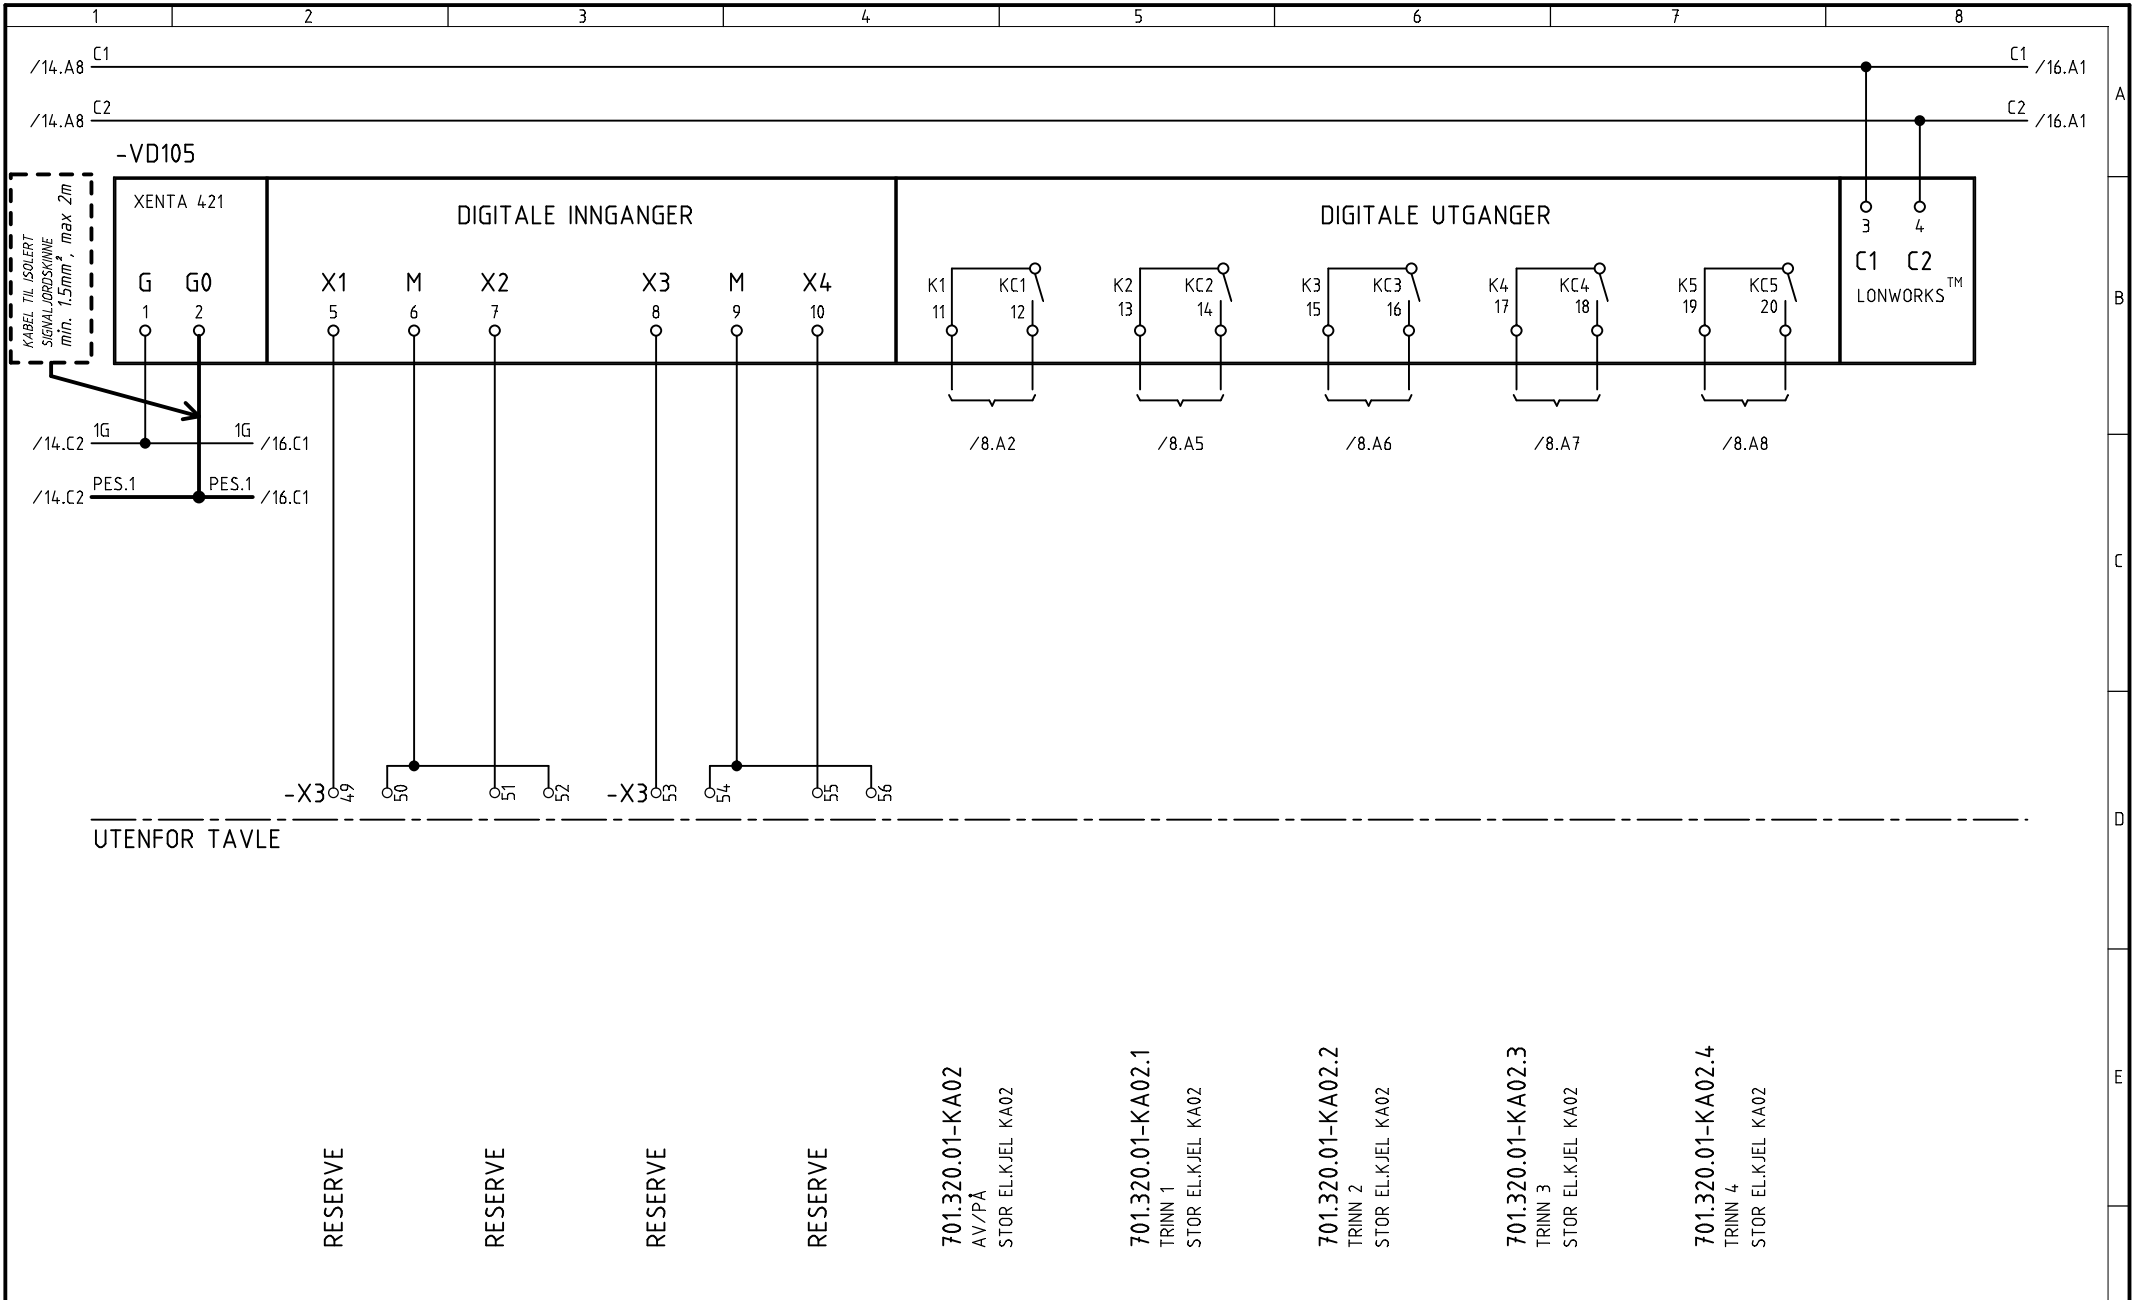 1 2 3 4 5 6 7 8
/14.A8 C1 C1 /16.A1
A
/14.A8 C2 C2 /16.A1
-VD105
KABEL TIL ISOLERT
SIGNALJORDSKINNE
min. 1.5mm², max 2m
XENTA 421
DIGITALE INNGANGER
DIGITALE UTGANGER
3 4
C1 C2
LONWORKS™
G G0 X1 M X2 X3 M X4
1 2 5 6 7 8 9 10
K1 KC1 K2 KC2 K3 KC3 K4 KC4 K5 KC5
11 12 13 14 15 16 17 18 19 20
B
/14.C2 1G 1G /16.C1
/8.A2 /8.A5 /8.A6 /8.A7 /8.A8
/14.C2 PES.1 PES.1 /16.C1
C
-X3 49 50 51 52 -X3 53 54 55 56
D
UTENFOR TAVLE
E
RESERVE
RESERVE
RESERVE
RESERVE
701.320.01-KA02
AV/PÅ
STOR EL.KJEL KA02
701.320.01-KA02.1
TRINN 1
STOR EL.KJEL KA02
701.320.01-KA02.2
TRINN 2
STOR EL.KJEL KA02
701.320.01-KA02.3
TRINN 3
STOR EL.KJEL KA02
701.320.01-KA02.4
TRINN 4
STOR EL.KJEL KA02